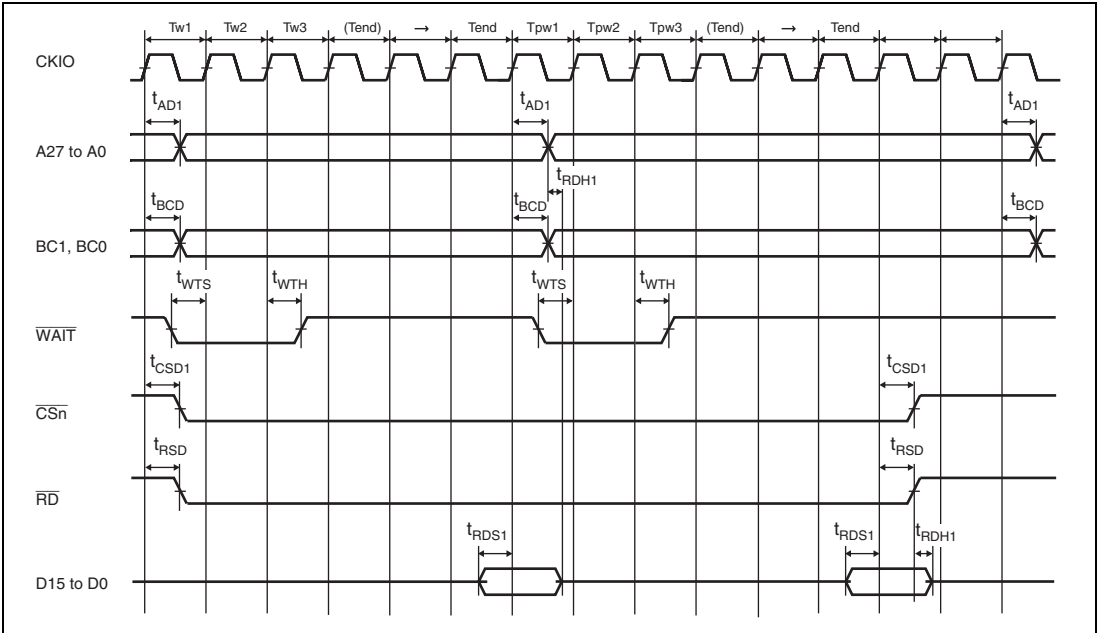 Tw1 Tw2 Tw3 (Tend) → Tend Tpw1 Tpw2 Tpw3 (Tend) → Tend
CKIO
tAD1 tAD1 tAD1
A27 to A0
tRDH1
tBCD tBCD tBCD
BC1, BC0
tWTS tWTH tWTS tWTH
WAIT
tCSD1 tCSD1
CSn
tRSD tRSD
RD
tRDS1 tRDS1 tRDH1
D15 to D0